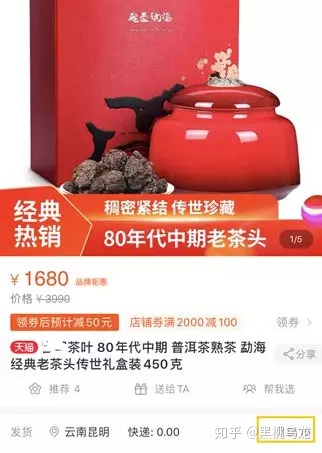 经典
热销
稠密紧结 传世珍藏
80年代中期老茶头
1/5
¥1680 品牌钜惠
价格 ¥3990
领券后预计减50元 店铺券满2000减100 领券 >
天猫 茶叶 80年代中期 普洱茶熟茶 勐海
经典老茶头传世礼盒装450克
分享
推荐 4 送给TA 帮我选
发货 云南昆明 快递: 0.00
知乎 @黑桃乌龙